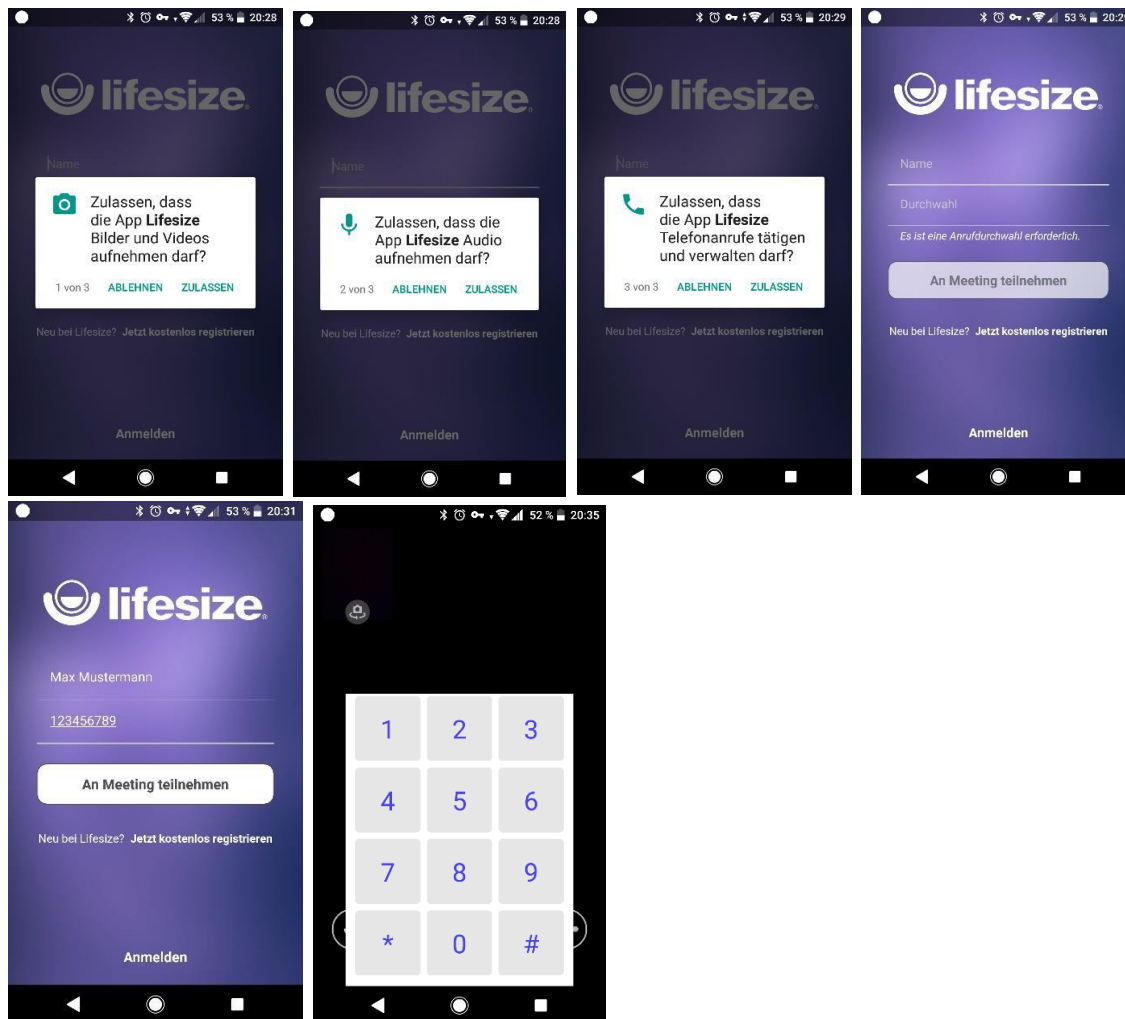 53 % 20:28
lifesize
Name
Zulassen, dass
die App Lifesize
Bilder und Videos
aufnehmen darf?
1 von 3 ABLEHNEN ZULASSEN
Neu bei Lifesize? Jetzt kostenlos registrieren
Anmelden
53 % 20:28
lifesize
Name
Zulassen, dass die
App Lifesize Audio
aufnehmen darf?
2 von 3 ABLEHNEN ZULASSEN
Neu bei Lifesize? Jetzt kostenlos registrieren
Anmelden
53 % 20:29
lifesize
Name
Zulassen, dass
die App Lifesize
Telefonanrufe tätigen
und verwalten darf?
3 von 3 ABLEHNEN ZULASSEN
Neu bei Lifesize? Jetzt kostenlos registrieren
Anmelden
53 % 20:29
lifesize®
Name
Durchwahl
Es ist eine Anrufdurchwahl erforderlich.
An Meeting teilnehmen
Neu bei Lifesize? Jetzt kostenlos registrieren
Anmelden
53 % 20:31
lifesize®
Max Mustermann
123456789
An Meeting teilnehmen
Neu bei Lifesize? Jetzt kostenlos registrieren
Anmelden
52 % 20:35
1 2 3
4 5 6
7 8 9
* 0 #